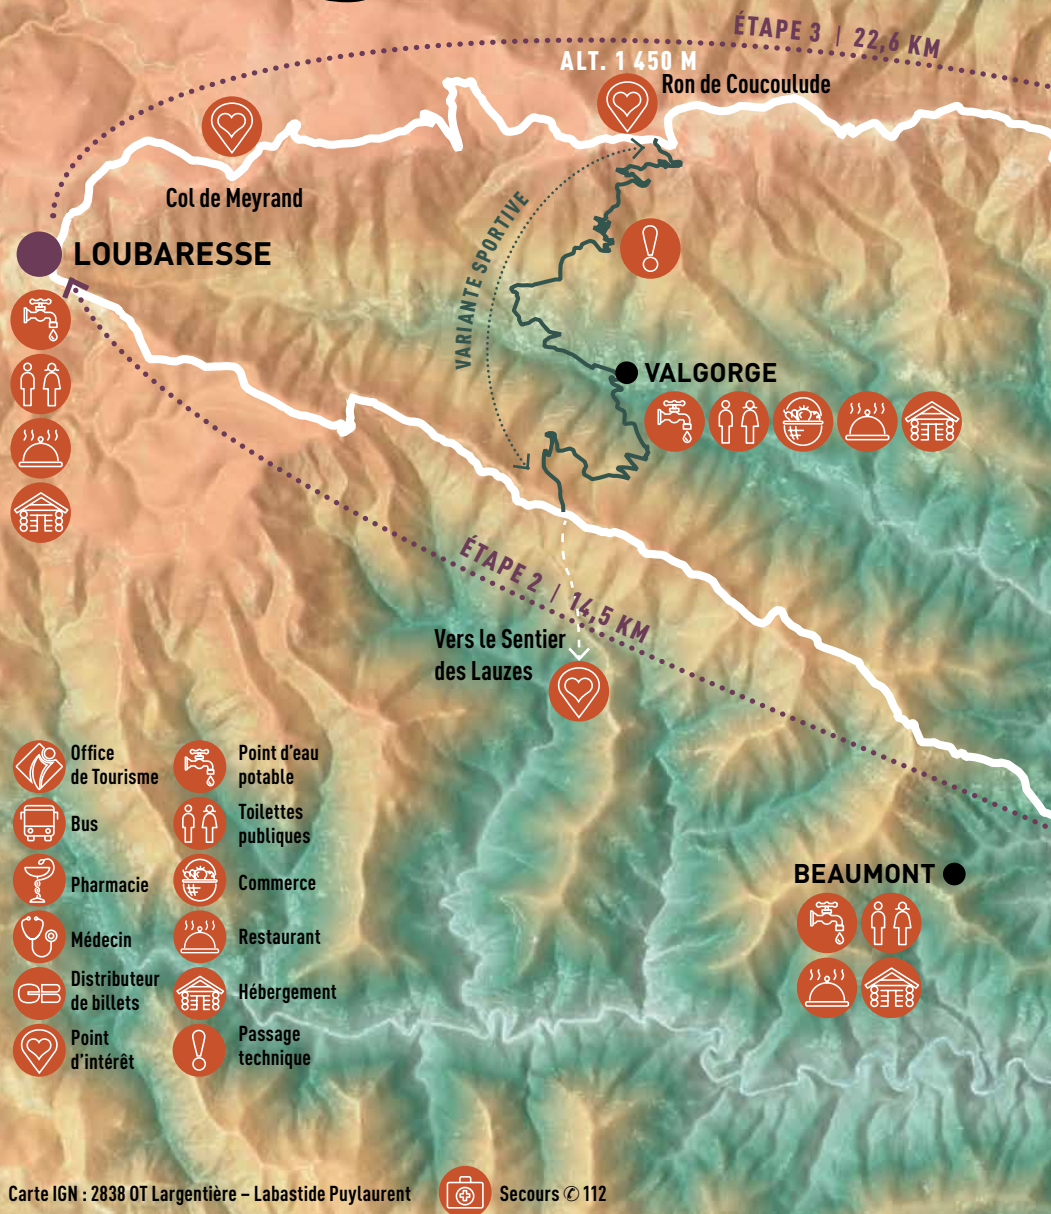 ÉTAPE 3 | 22,6 KM
ALT. 1 450 M
Ron de Coucoulude
Col de Meyrand
LOUBARESSE
VARIANTE SPORTIVE
VALGORGE
ÉTAPE 2 | 14,5 KM
Vers le Sentier
des Lauzes
BEAUMONT
Office
de Tourisme
Bus
Pharmacie
Médecin
Distributeur
de billets
Point
d'intérêt
Point d'eau
potable
Toilettes
publiques
Commerce
Restaurant
Hébergement
Passage
technique
Carte IGN : 2838 OT Largentière – Labastide Puylaurent
Secours ✆ 112